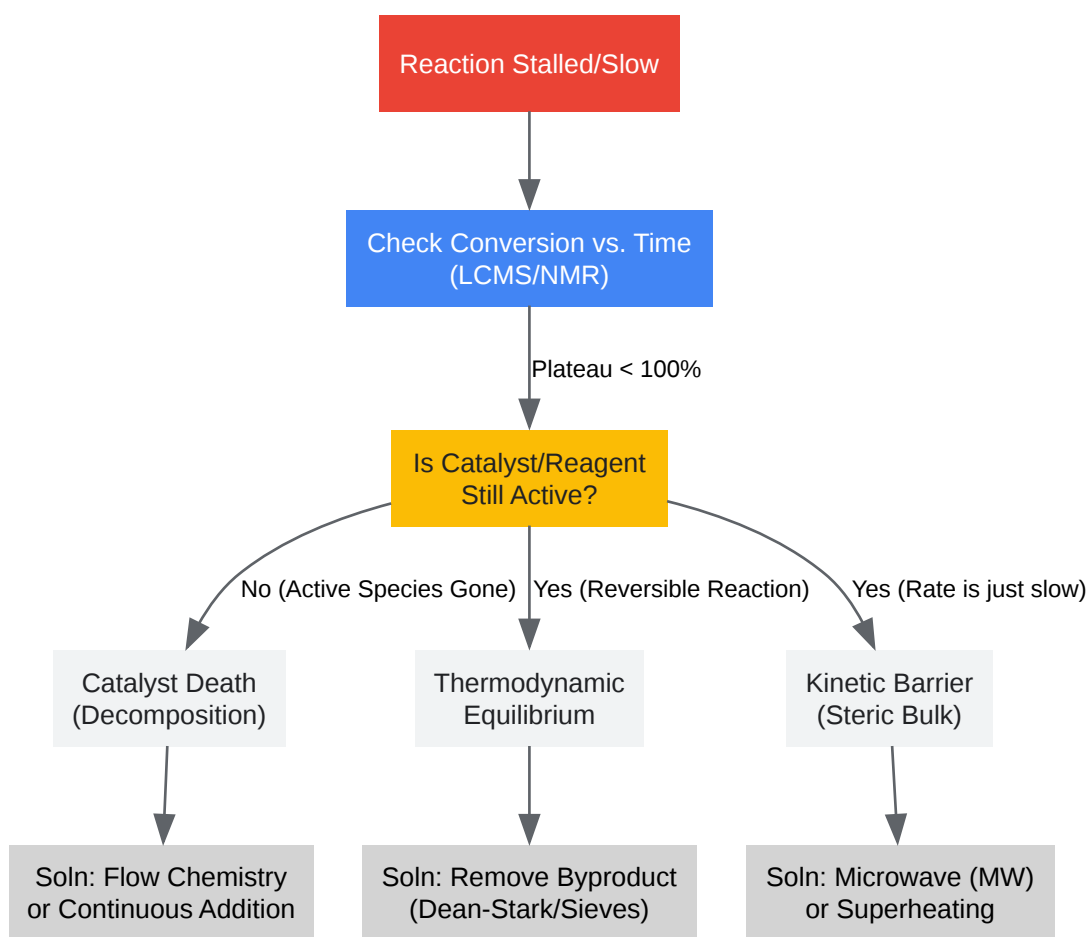 Reaction Stalled/Slow
Check Conversion vs. Time
(LCMS/NMR)
Plateau < 100%
Is Catalyst/Reagent
Still Active?
No (Active Species Gone)
Yes (Reversible Reaction)
Yes (Rate is just slow)
Catalyst Death
(Decomposition)
Thermodynamic
Equilibrium
Kinetic Barrier
(Steric Bulk)
Soln: Flow Chemistry
or Continuous Addition
Soln: Remove Byproduct
(Dean-Stark/Sieves)
Soln: Microwave (MW)
or Superheating